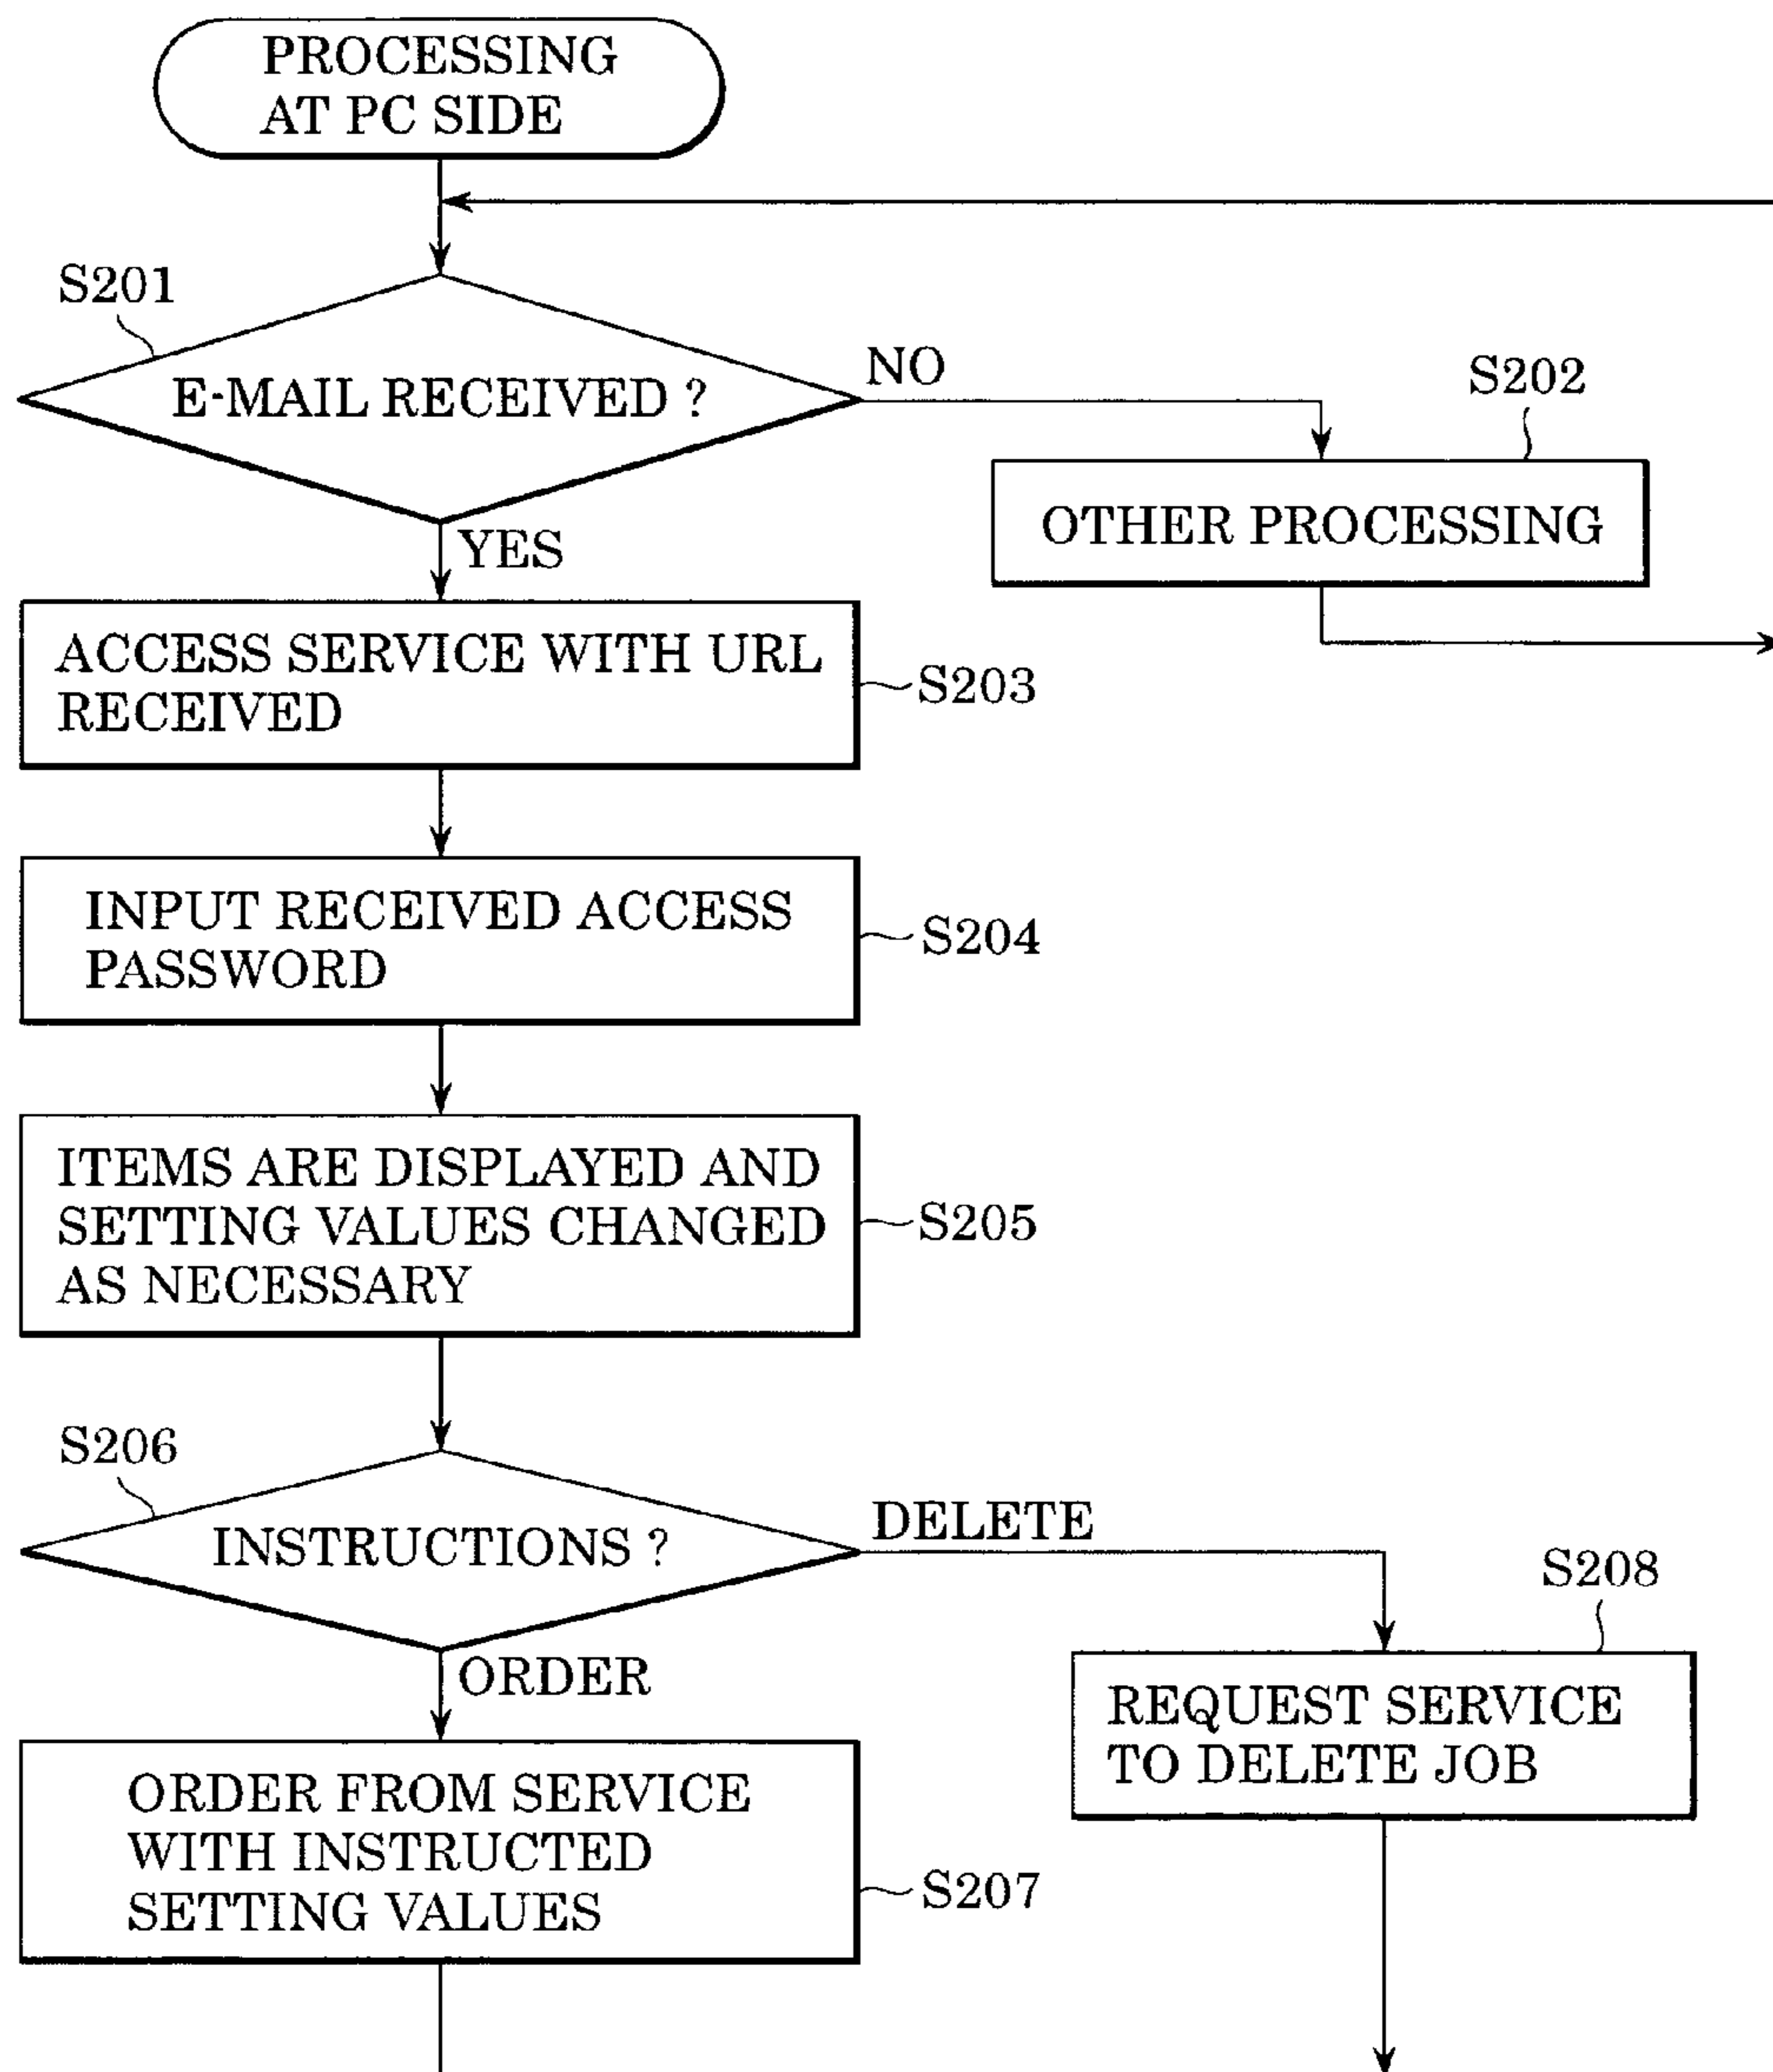 PROCESSING
AT PC SIDE
S201
E-MAIL RECEIVED ?
NO
S202
OTHER PROCESSING
YES
ACCESS SERVICE WITH URL
RECEIVED
S203
INPUT RECEIVED ACCESS
PASSWORD
S204
ITEMS ARE DISPLAYED AND
SETTING VALUES CHANGED
AS NECESSARY
S205
S206
INSTRUCTIONS ?
DELETE
S208
REQUEST SERVICE
TO DELETE JOB
ORDER
ORDER FROM SERVICE
WITH INSTRUCTED
SETTING VALUES
S207